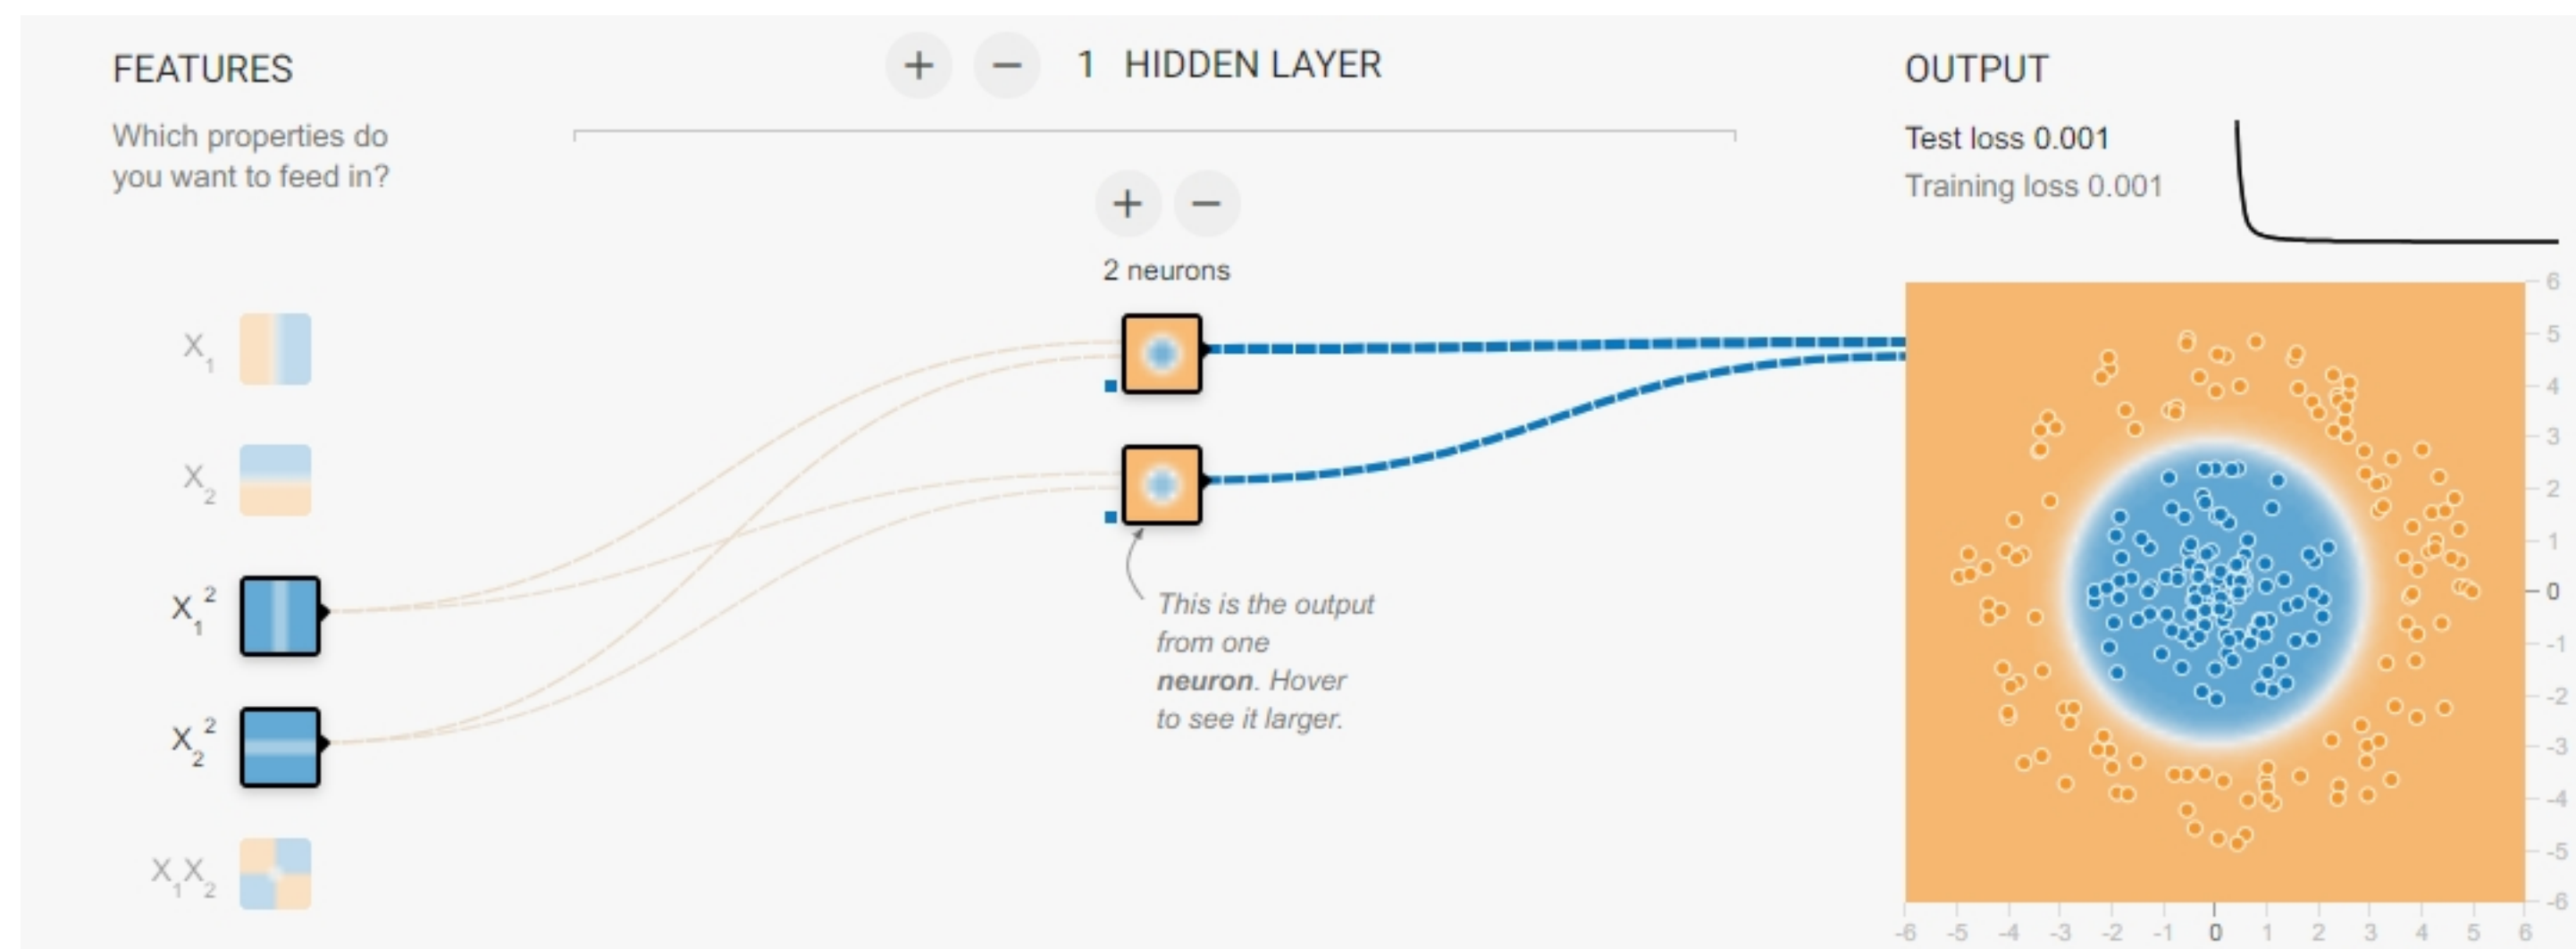 FEATURES
Which properties do
you want to feed in?
X₁
X₂
X₁²
X₂²
X₁X₂
+ − 1 HIDDEN LAYER
+ −
2 neurons
This is the output
from one
neuron. Hover
to see it larger.
OUTPUT
Test loss 0.001
Training loss 0.001
6
5
4
3
2
1
0
-1
-2
-3
-4
-5
-6
-6 -5 -4 -3 -2 -1 0 1 2 3 4 5 6